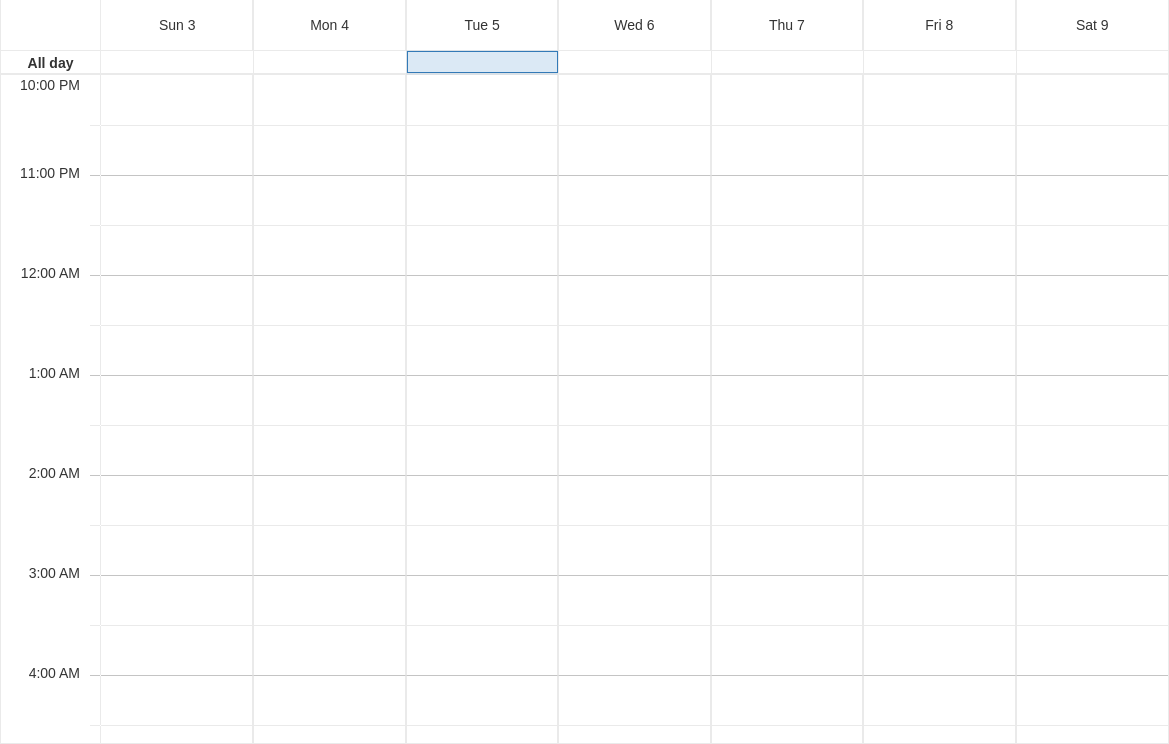 Sun 3 Mon 4 Tue 5 Wed 6 Thu 7 Fri 8 Sat 9
All day
10:00 PM
11:00 PM
12:00 AM
1:00 AM
2:00 AM
3:00 AM
4:00 AM